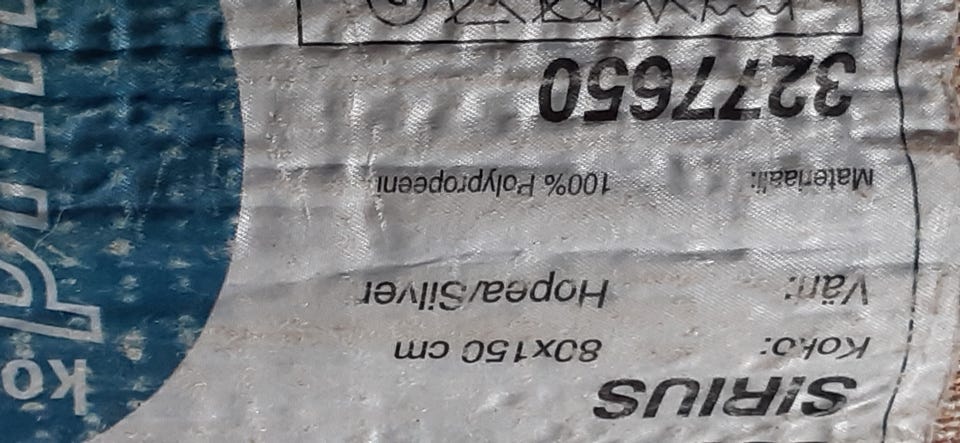 SIRIUS
Koko: 80x150 cm
Väri: Hopea/Silver
Materiaali: 100% Polypropeeni
3277650